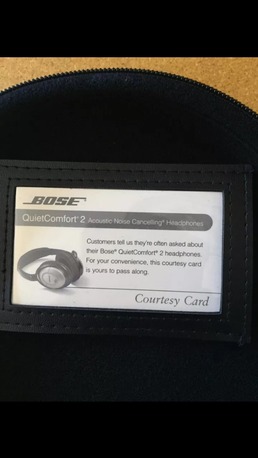 BOSE
QuietComfort® 2 Acoustic Noise Cancelling® Headphones
Customers tell us they're often asked about
their Bose® QuietComfort® 2 headphones.
For your convenience, this courtesy card
is yours to pass along.
Courtesy Card